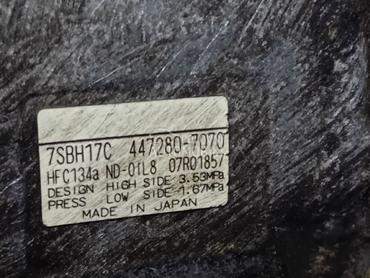 7SBH17C 447280-7070
HFC134a ND-OIL8 07R01857
DESIGN HIGH SIDE 3.53MPa
PRESS LOW SIDE 1.67MPa
MADE IN JAPAN